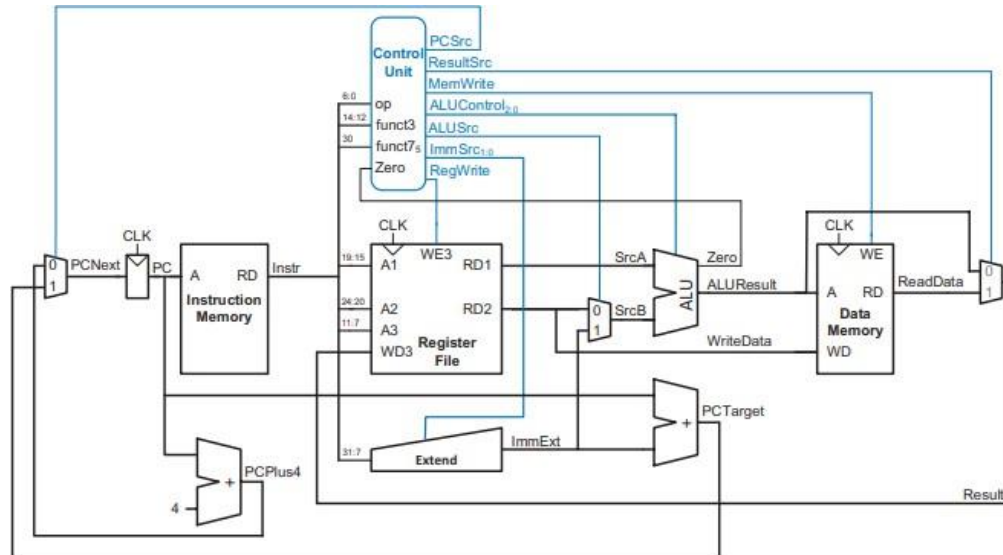 PCSrc
Control
Unit
ResultSrc
MemWrite
6:0
op
ALUControl2:0
14:12
funct3
ALUSrc
30
funct75
ImmSrc1:0
Zero
RegWrite
CLK
CLK
CLK
0
1
PCNext
PC
A
RD
Instruction
Memory
Instr
19:15
A1
WE3
RD1
SrcA
Zero
WE
0
1
24:20
A2
RD2
0
1
SrcB
ALU
ALUResult
A
RD
ReadData
11:7
A3
Data
Memory
WD3
Register
File
WriteData
WD
PCTarget
+
31:7
Extend
ImmExt
PCPlus4
+
4
Result